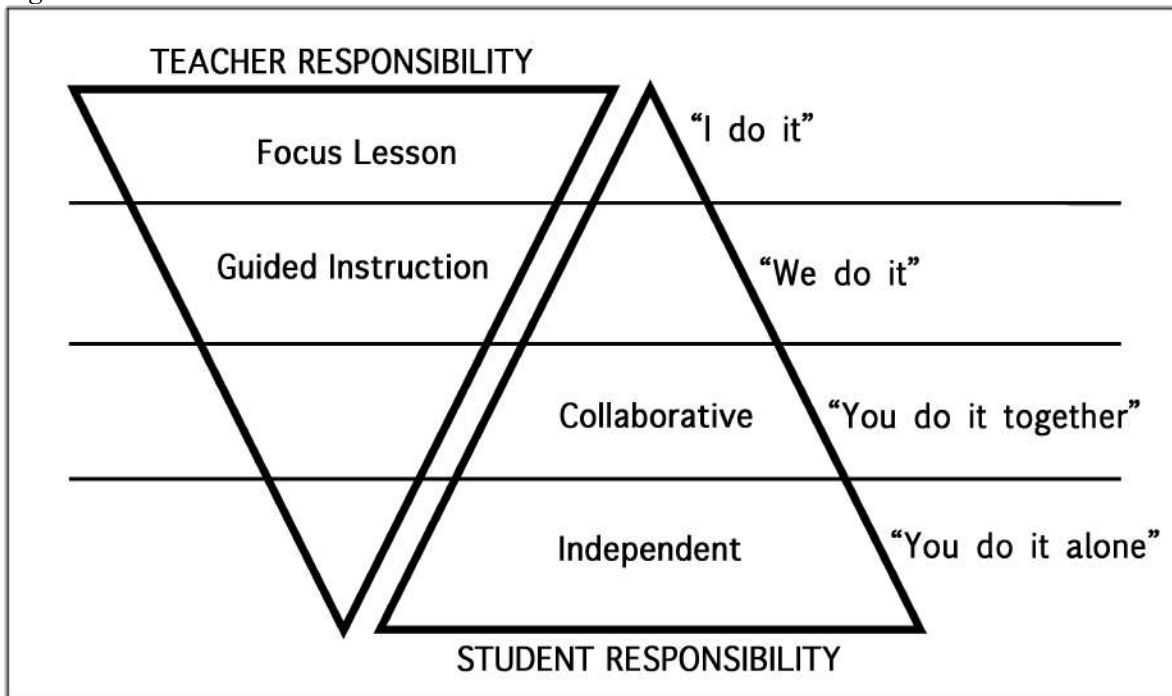 TEACHER RESPONSIBILITY
Focus Lesson
“I do it”
Guided Instruction
“We do it”
Collaborative
“You do it together”
Independent
“You do it alone”
STUDENT RESPONSIBILITY